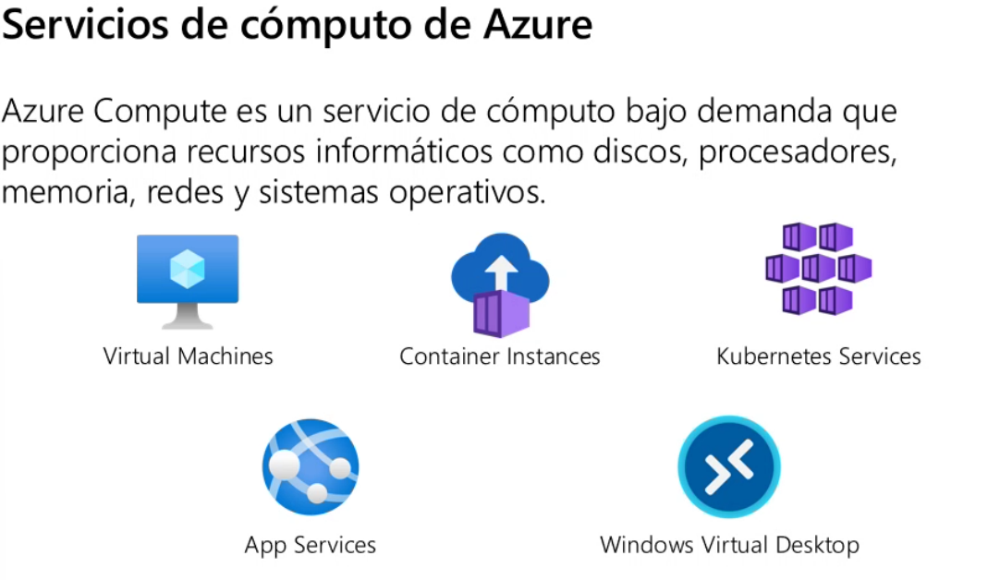 Servicios de cómputo de Azure
Azure Compute es un servicio de cómputo bajo demanda que
proporciona recursos informáticos como discos, procesadores,
memoria, redes y sistemas operativos.
Virtual Machines
Container Instances
Kubernetes Services
App Services
Windows Virtual Desktop